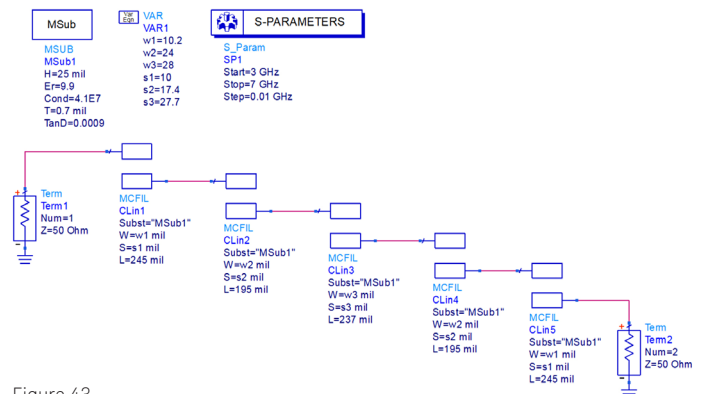 MSub
MSUB
MSub1
H=25 mil
Er=9.9
Cond=4.1E7
T=0.7 mil
TanD=0.0009
Var
Eqn
VAR
VAR1
w1=10.2
w2=24
w3=28
s1=10
s2=17.4
s3=27.7
S-PARAMETERS
S_Param
SP1
Start=3 GHz
Stop=7 GHz
Step=0.01 GHz
+
Term
Term1
Num=1
Z=50 Ohm
-
MCFIL
CLin1
Subst="MSub1"
W=w1 mil
S=s1 mil
L=245 mil
MCFIL
CLin2
Subst="MSub1"
W=w2 mil
S=s2 mil
L=195 mil
MCFIL
CLin3
Subst="MSub1"
W=w3 mil
S=s3 mil
L=237 mil
MCFIL
CLin4
Subst="MSub1"
W=w2 mil
S=s2 mil
L=195 mil
MCFIL
CLin5
Subst="MSub1"
W=w1 mil
S=s1 mil
L=245 mil
+
Term
Term2
Num=2
Z=50 Ohm
-
Figure 43